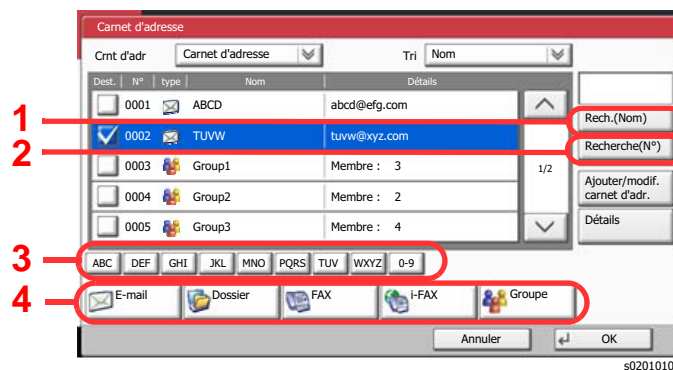 Carnet d'adresse
Crnt d'adr Carnet d'adresse Tri Nom
Dest. N° type Nom Détails
0001 ABCD abcd@efg.com
1 Rech.(Nom)
0002 TUVW tuvw@xyz.com
2 Recherche(N°)
0003 Group1 Membre : 3 1/2
0004 Group2 Membre : 2 Ajouter/modif.
carnet d'adr.
0005 Group3 Membre : 4 Détails
3 ABC DEF GHI JKL MNO PQRS TUV WXYZ 0-9
4 E-mail Dossier FAX i-FAX Groupe
Annuler OK
s0201010